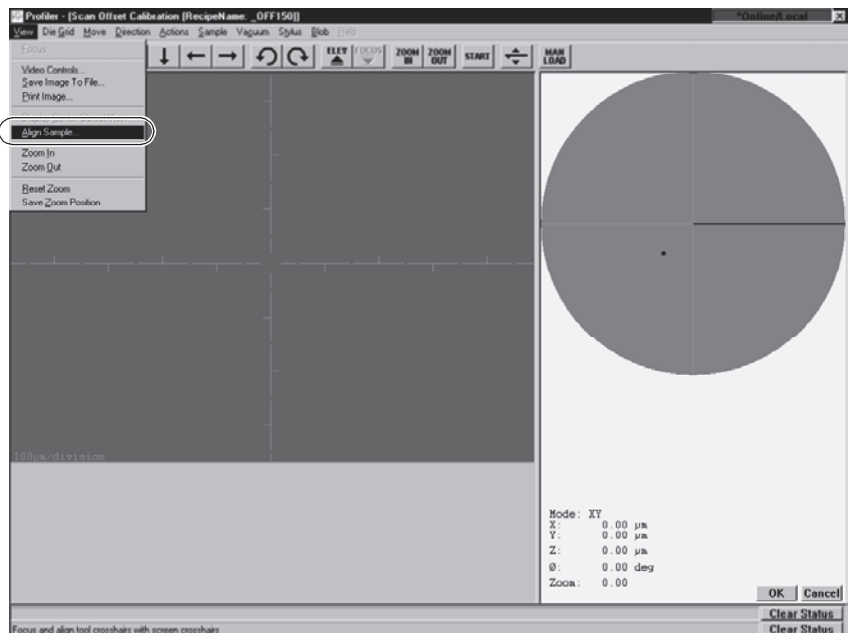 Profiler - [Scan Offset Calibration [RecipeName: _OFF150]]
*Online/Local
View Die Grid Move Direction Actions Sample Vacuum Stylus Blob Help
ELEV FOCUS ZOOM IN ZOOM OUT START MAN LOAD
Focus
Video Controls...
Save Image To File...
Print Image...
Align Sample...
Zoom In
Zoom Out
Reset Zoom
Save Zoom Position
100µm/division
Mode: XY
X: 0.00 µm
Y: 0.00 µm
Z: 0.00 µm
Ø: 0.00 deg
Zoom: 0.00
OK Cancel
Clear Status
Focus and align tool crosshairs with screen crosshairs
Clear Status